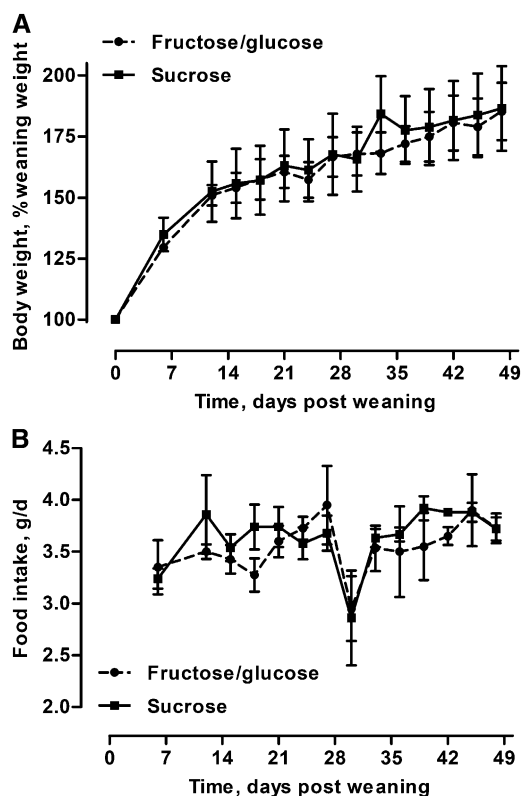 A
Fructose/glucose
Sucrose
Body weight, % weaning weight
200
175
150
125
100
0 7 14 21 28 35 42 49
Time, days post weaning
B
Food intake, g/d
4.5
4.0
3.5
3.0
2.5
2.0
Fructose/glucose
Sucrose
0 7 14 21 28 35 42 49
Time, days post weaning